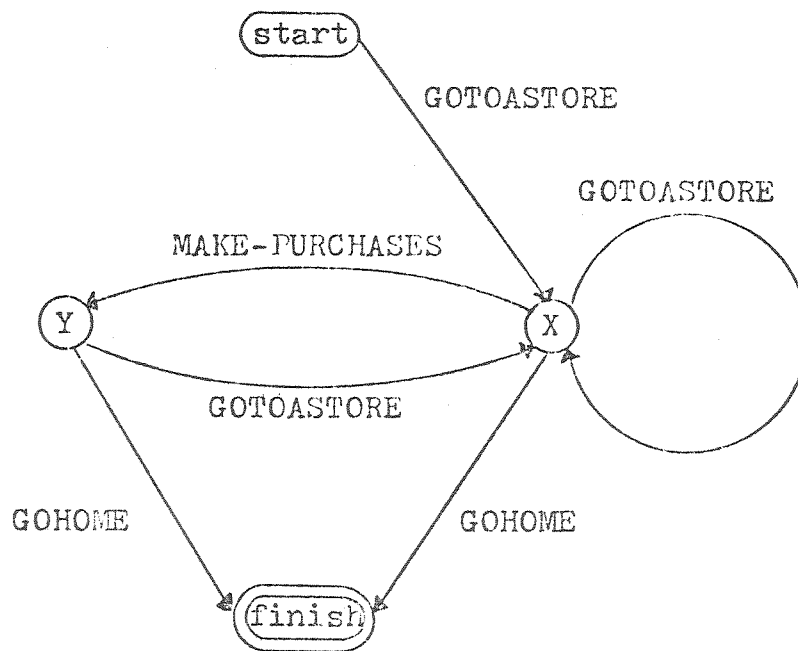 start
GOTOASTORE
GOTOASTORE
MAKE-PURCHASES
Y
X
GOTOASTORE
GOHOME
GOHOME
finish